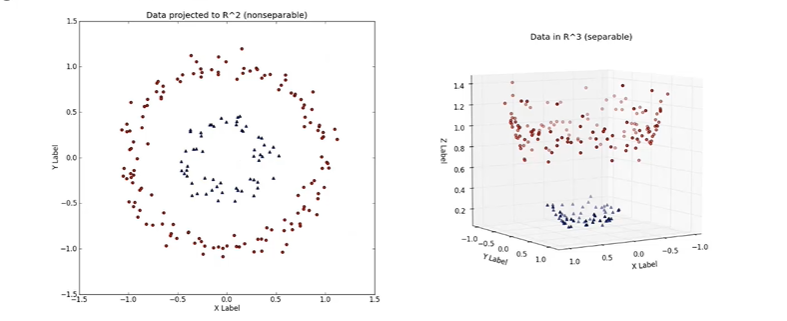 Data projected to R^2 (nonseparable)
1.5
1.0
0.5
0.0
−0.5
−1.0
−1.5
Y Label
−1.5 −1.0 −0.5 0.0 0.5 1.0 1.5
X Label
Data in R^3 (separable)
1.4
1.2
1.0
0.8
0.6
0.4
0.2
Z Label
−1.0 −0.5 0.0 0.5 1.0
Y Label
1.0 0.5 0.0 −0.5 −1.0
X Label